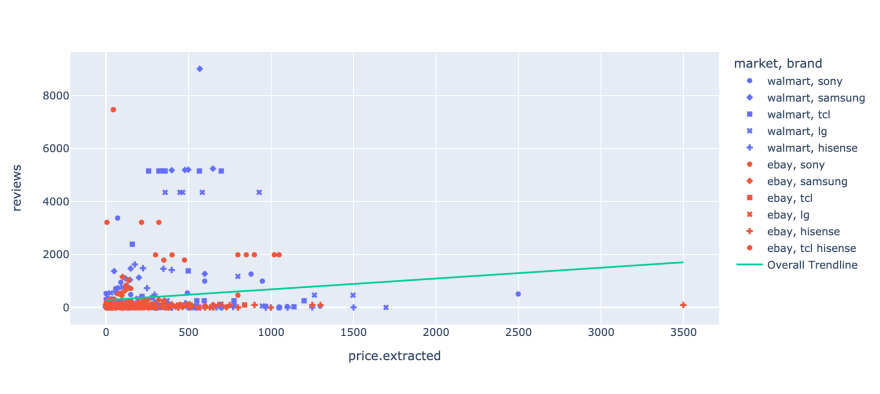 market, brand
walmart, sony
walmart, samsung
walmart, tcl
walmart, lg
walmart, hisense
ebay, sony
ebay, samsung
ebay, tcl
ebay, lg
ebay, hisense
ebay, tcl hisense
Overall Trendline
8000
6000
4000
2000
0
reviews
0
500
1000
1500
2000
2500
3000
3500
price.extracted